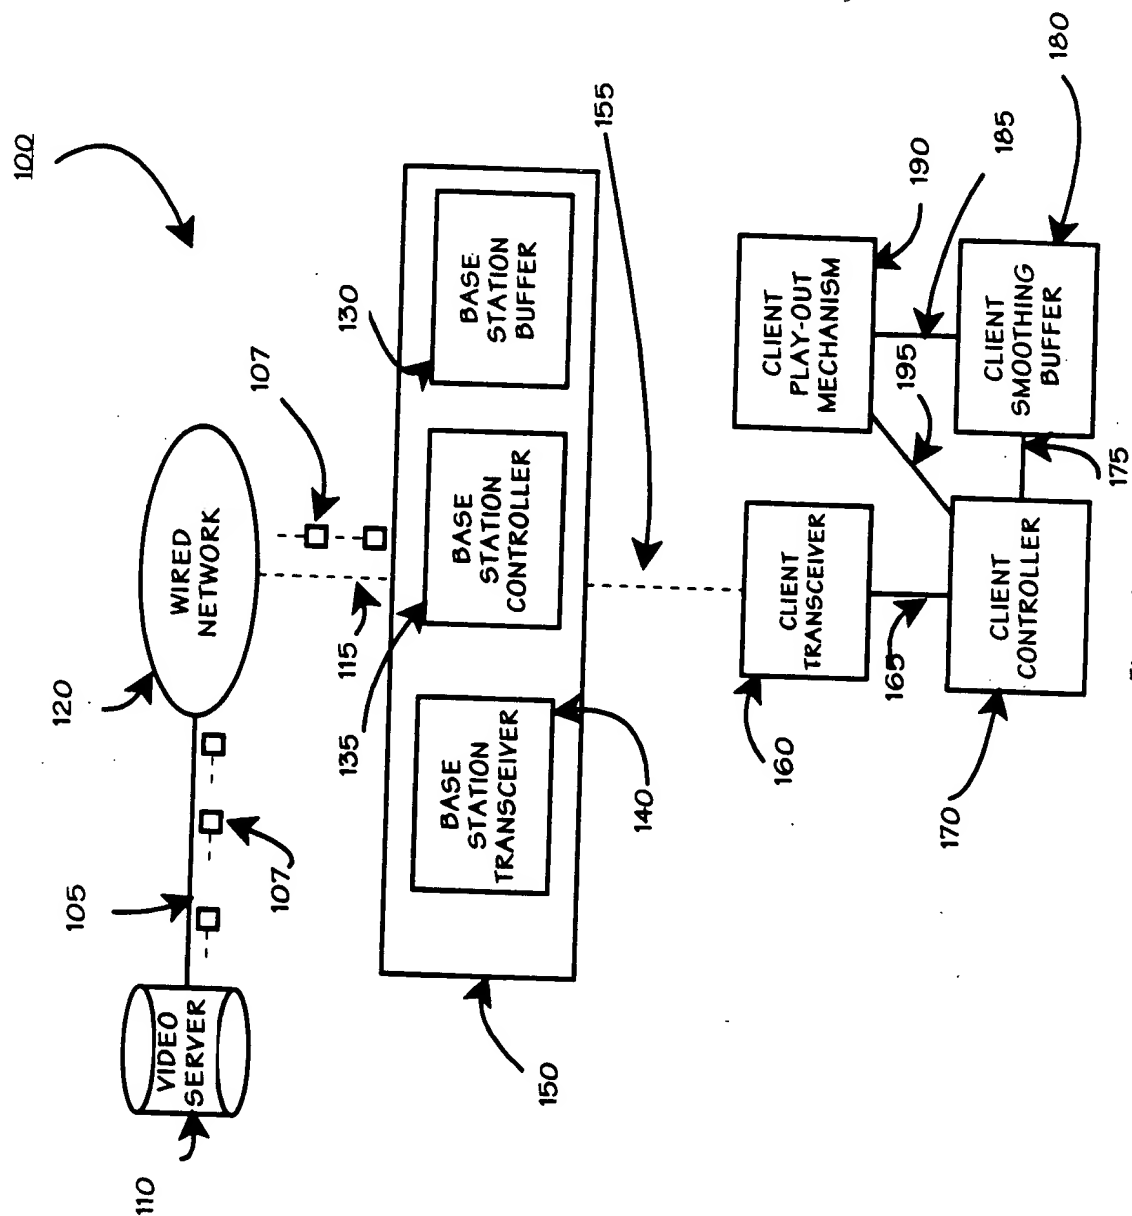 100
110
VIDEO
SERVER
105
107
120
WIRED
NETWORK
115
107
150
BASE
STATION
TRANSCEIVER
140
135
BASE
STATION
CONTROLLER
130
BASE
STATION
BUFFER
155
160
CLIENT
TRANSCEIVER
165
170
CLIENT
CONTROLLER
195
CLIENT
PLAY-OUT
MECHANISM
190
185
CLIENT
SMOOTHING
BUFFER
175
180